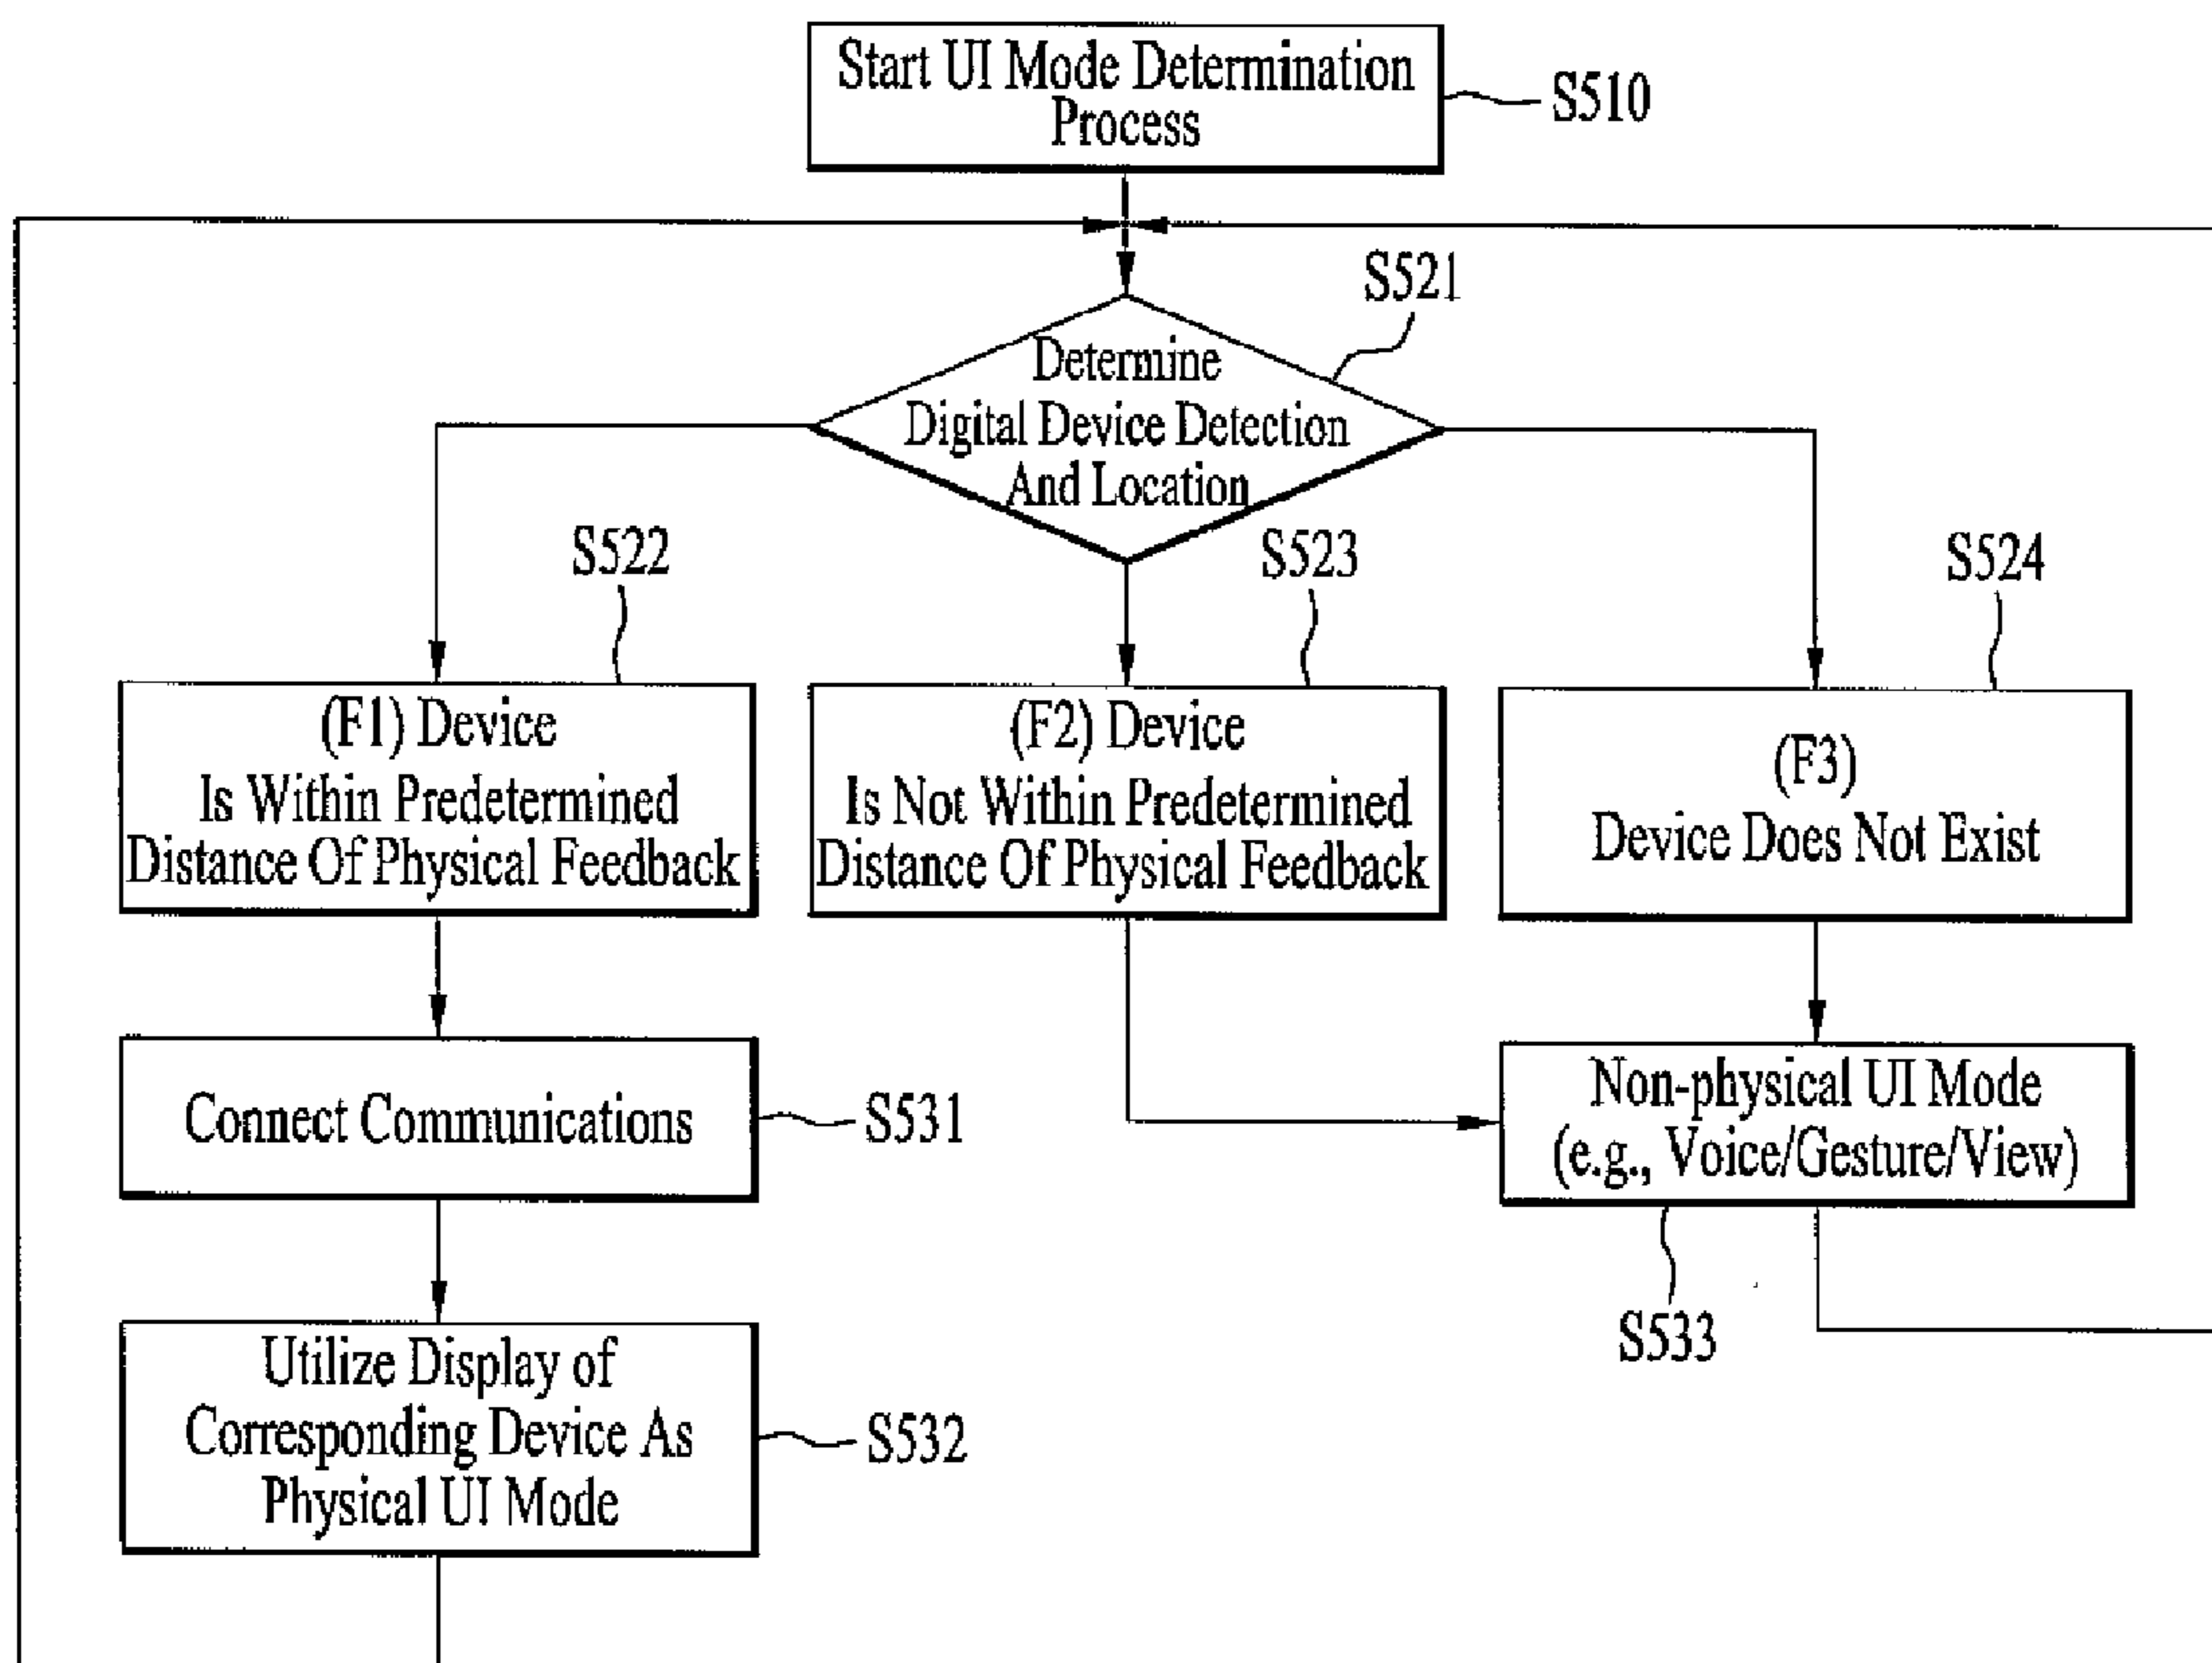 Start UI Mode Determination
Process
S510
S521
Determine
Digital Device Detection
And Location
S522
S523
S524
(F1) Device
Is Within Predetermined
Distance Of Physical Feedback
(F2) Device
Is Not Within Predetermined
Distance Of Physical Feedback
(F3)
Device Does Not Exist
Connect Communications
S531
Non-physical UI Mode
(e.g., Voice/Gesture/View)
S533
Utilize Display of
Corresponding Device As
Physical UI Mode
S532